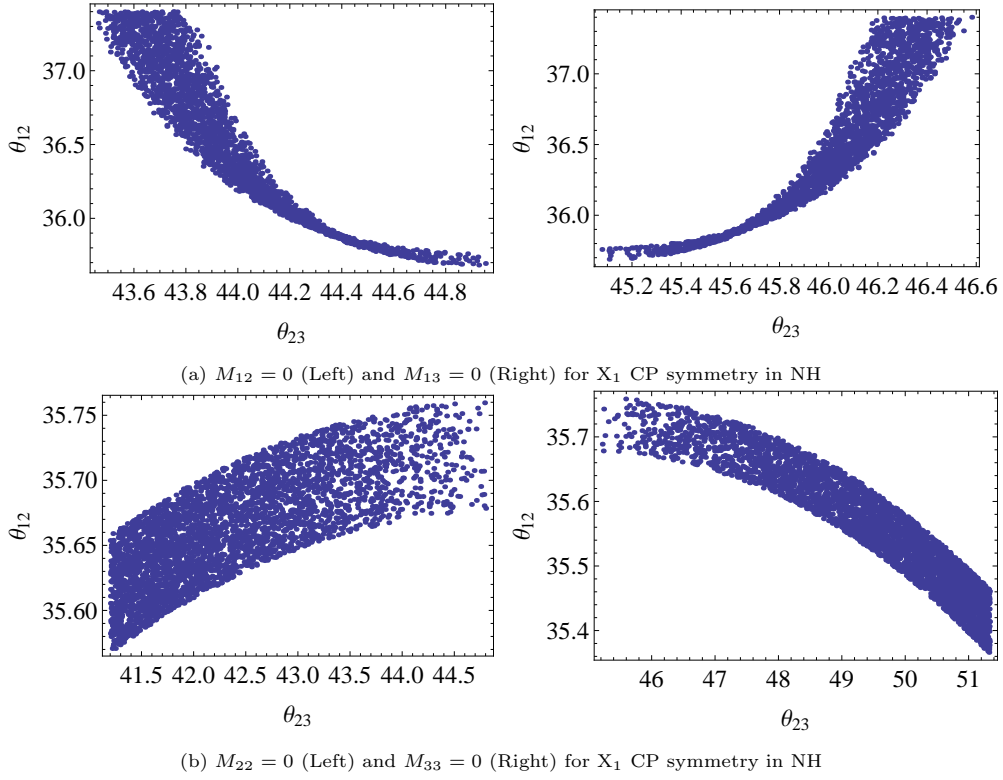 37.0
36.5
36.0
θ12
43.6 43.8 44.0 44.2 44.4 44.6 44.8
θ23
37.0
36.5
36.0
θ12
45.2 45.4 45.6 45.8 46.0 46.2 46.4 46.6
θ23
(a) M12 = 0 (Left) and M13 = 0 (Right) for X1 CP symmetry in NH
35.75
35.70
35.65
35.60
θ12
41.5 42.0 42.5 43.0 43.5 44.0 44.5
θ23
35.7
35.6
35.5
35.4
θ12
46 47 48 49 50 51
θ23
(b) M22 = 0 (Left) and M33 = 0 (Right) for X1 CP symmetry in NH